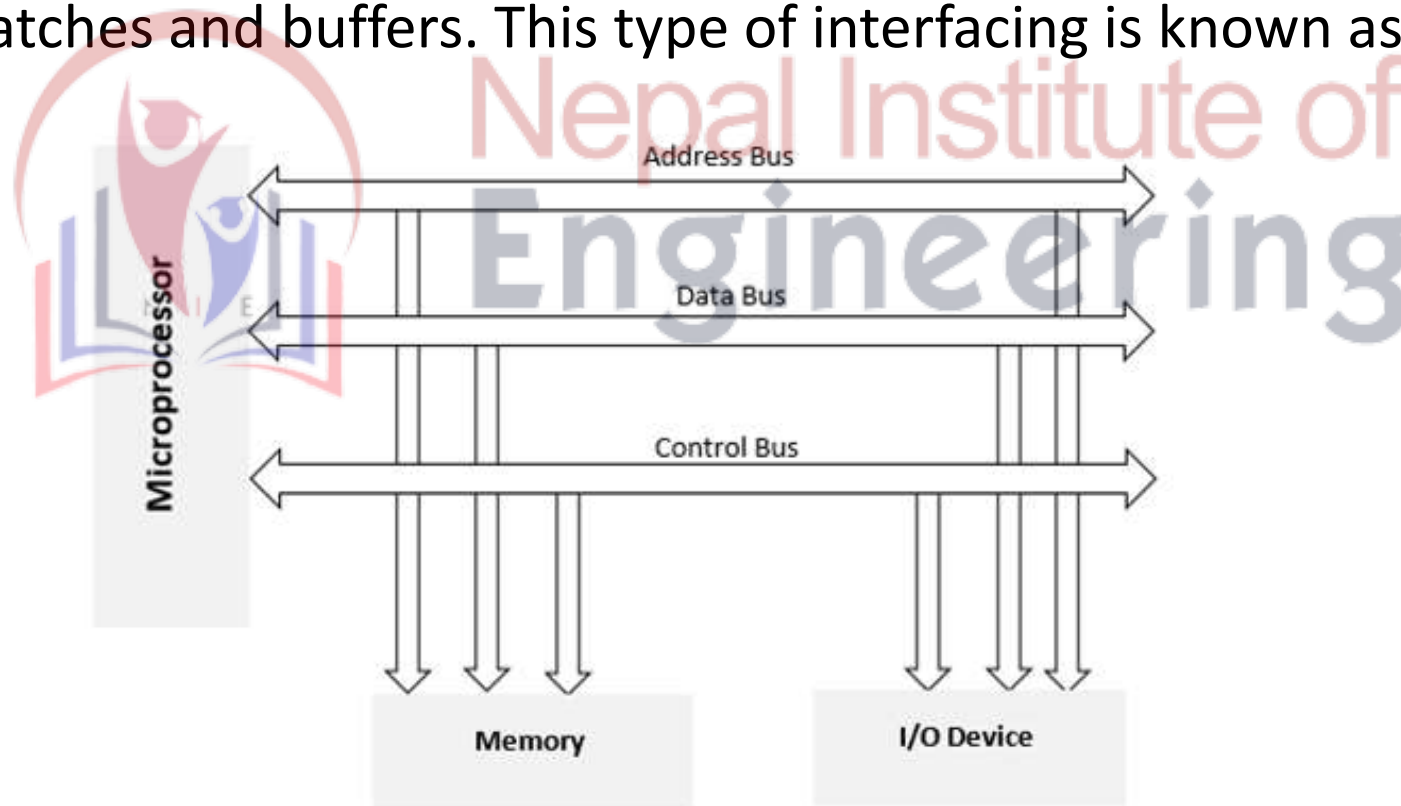 atches and buffers. This type of interfacing is known as
Nepal Institute of
Engineering
Address Bus
Data Bus
Control Bus
Microprocessor
I E
Memory
I/O Device